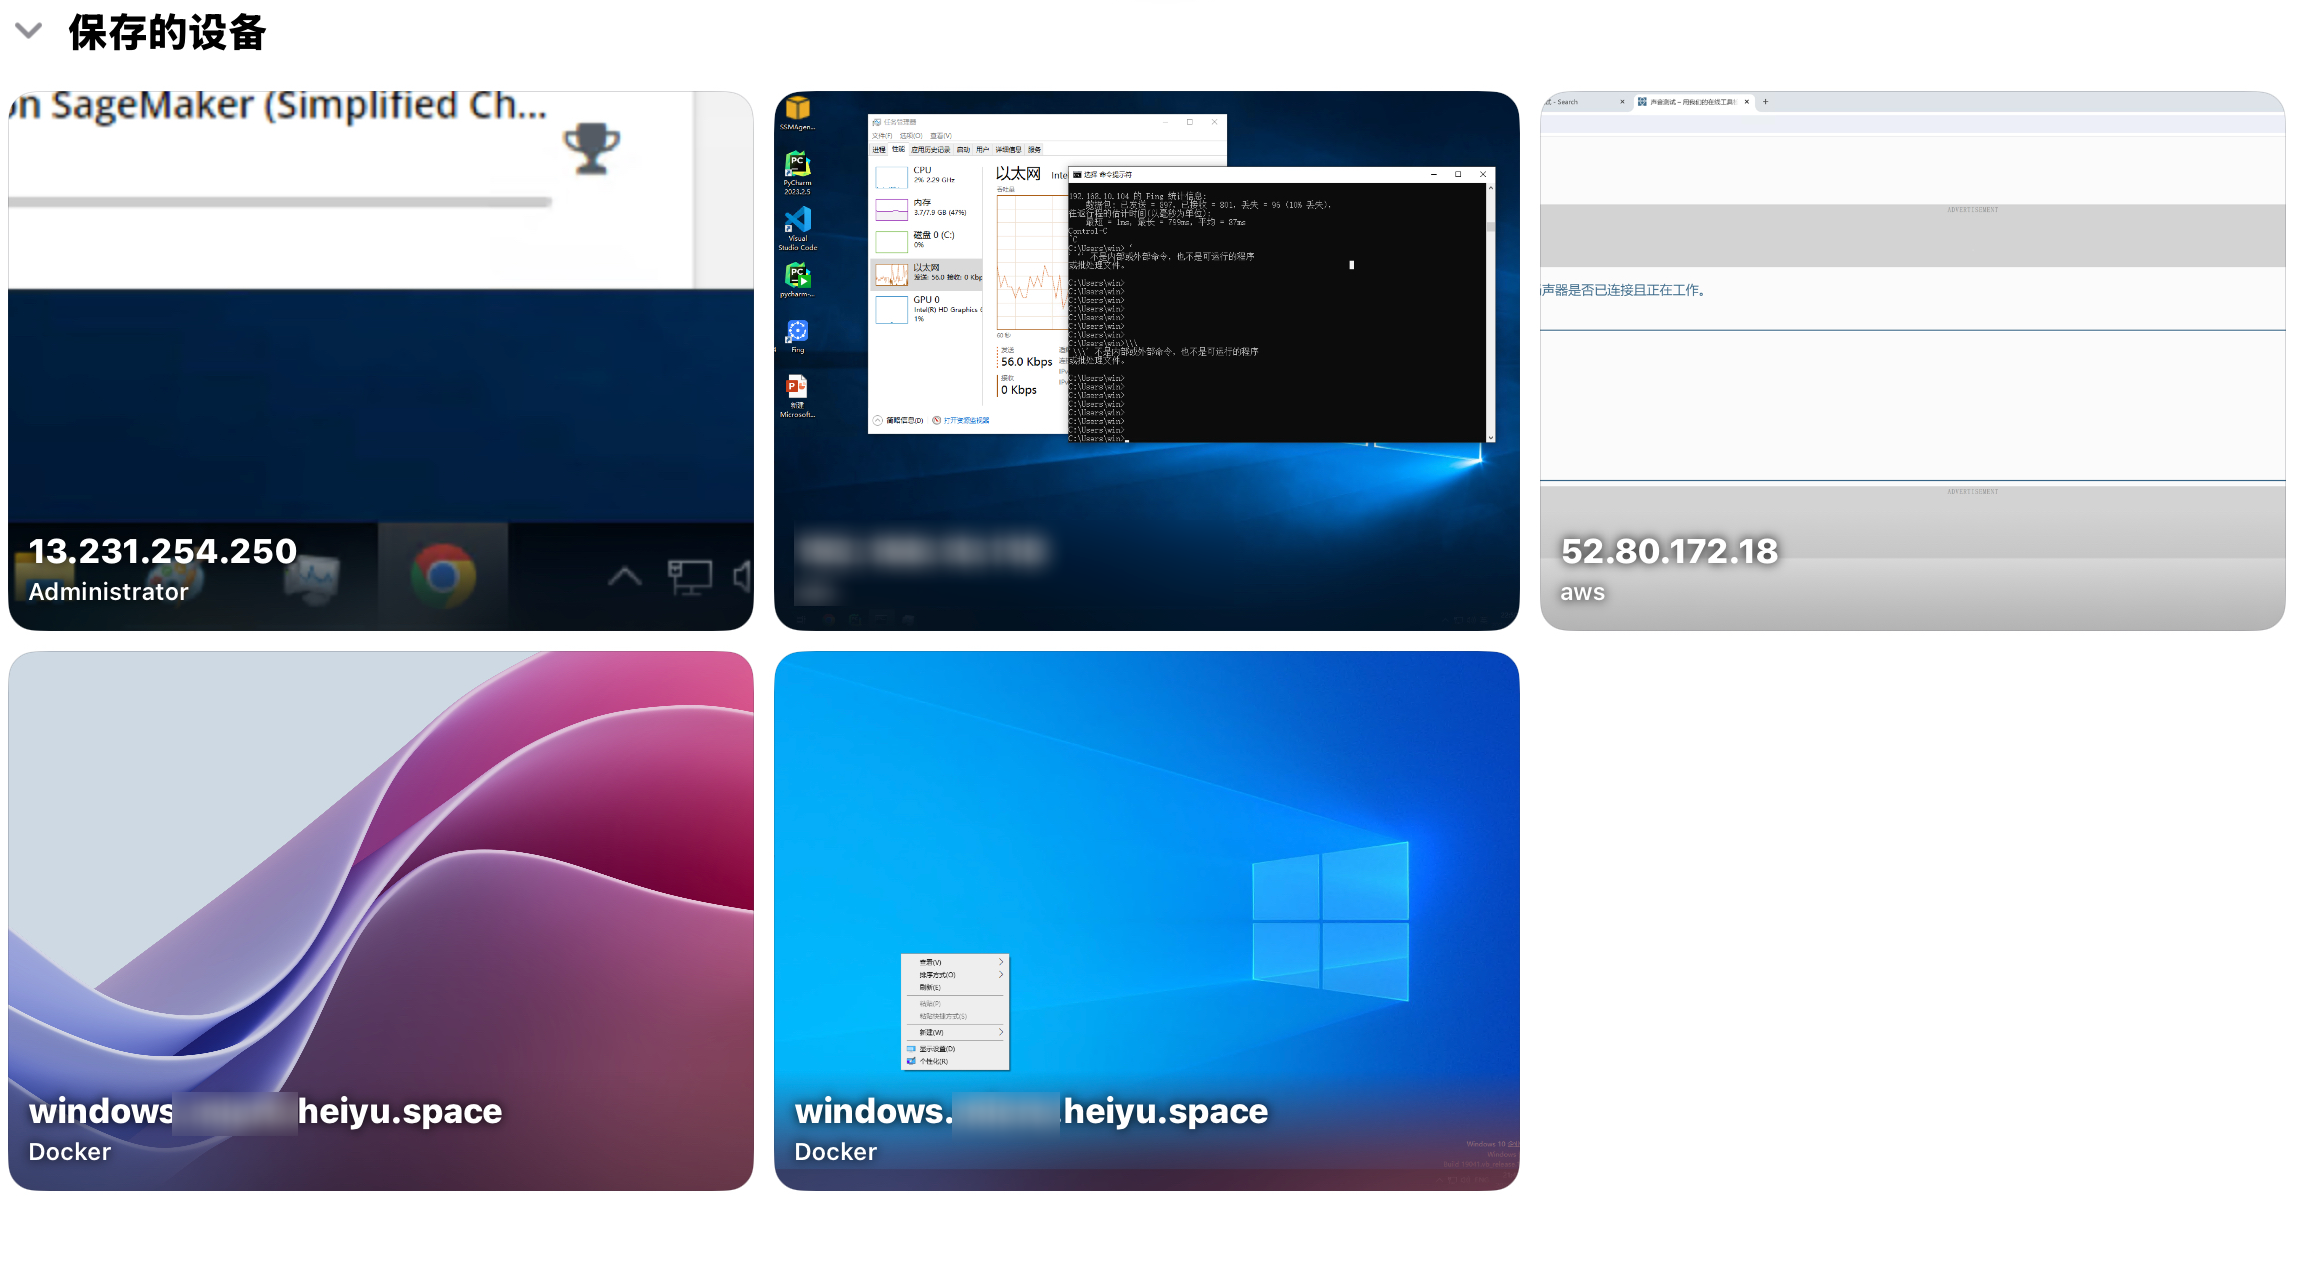 保存的设备
on SageMaker (Simplified Ch...
13.231.254.250
Administrator
SSMAgen...
PyCharm
2023.2.5
Visual
Studio Code
pycharm-...
Fing
新建
Microsoft...
任务管理器
文件(F) 选项(O) 查看(V)
进程 性能 应用历史记录 启动 用户 详细信息 服务
CPU
2% 2.29 GHz
内存
3.7/7.9 GB (47%)
磁盘 0 (C:)
0%
以太网
发送: 56.0 接收: 0 Kbp
GPU 0
Intel(R) HD Graphics
1%
以太网 Inte
吞吐量
60 秒
发送
56.0 Kbps
接收
0 Kbps
简略信息(D) 打开资源监视器
选择 命令提示符
192.168.10.104 的 Ping 统计信息:
数据包: 已发送 = 897，已接收 = 801，丢失 = 96 (10% 丢失)，
往返行程的估计时间(以毫秒为单位):
最短 = 1ms，最长 = 799ms，平均 = 87ms
Control-C
^C
C:\Users\win>
不是内部或外部命令，也不是可运行的程序
或批处理文件。
C:\Users\win>
C:\Users\win>
C:\Users\win>
C:\Users\win>
C:\Users\win>
C:\Users\win>
C:\Users\win>
C:\Users\win>\\\
'\\\' 不是内部或外部命令，也不是可运行的程序
或批处理文件。
C:\Users\win>
C:\Users\win>
C:\Users\win>
C:\Users\win>
C:\Users\win>
C:\Users\win>
C:\Users\win>
C:\Users\win>
- Search
声音测试 – 用我们的在线工具
ADVERTISEMENT
声器是否已连接且正在工作。
ADVERTISEMENT
52.80.172.18
aws
windows
heiyu.space
Docker
查看(V)
排序方式(O)
刷新(E)
粘贴(P)
粘贴快捷方式(S)
新建(W)
显示设置(D)
个性化(R)
windows.
heiyu.space
Docker
Windows 10